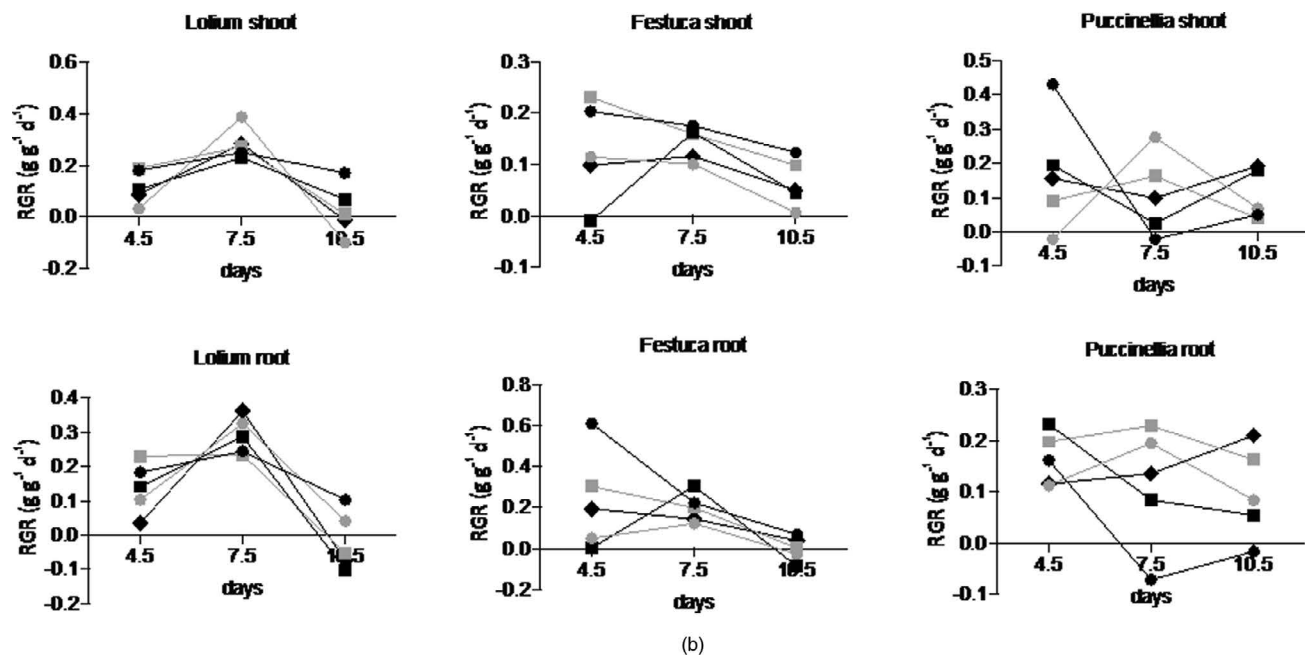 Lolium shoot
RGR (g g-1 d-1)
0.6
0.4
0.2
0.0
-0.2
4.5 7.5 10.5
days
Festuca shoot
RGR (g g-1 d-1)
0.3
0.2
0.1
0.0
-0.1
4.5 7.5 10.5
days
Puccinellia shoot
RGR (g g-1 d-1)
0.5
0.4
0.3
0.2
0.1
0.0
-0.1
4.5 7.5 10.5
days
Lolium root
RGR (g g-1 d-1)
0.4
0.3
0.2
0.1
0.0
-0.1
-0.2
4.5 7.5 10.5
days
Festuca root
RGR (g g-1 d-1)
0.8
0.6
0.4
0.2
0.0
-0.2
4.5 7.5 10.5
days
Puccinellia root
RGR (g g-1 d-1)
0.3
0.2
0.1
0.0
-0.1
4.5 7.5 10.5
days
(b)